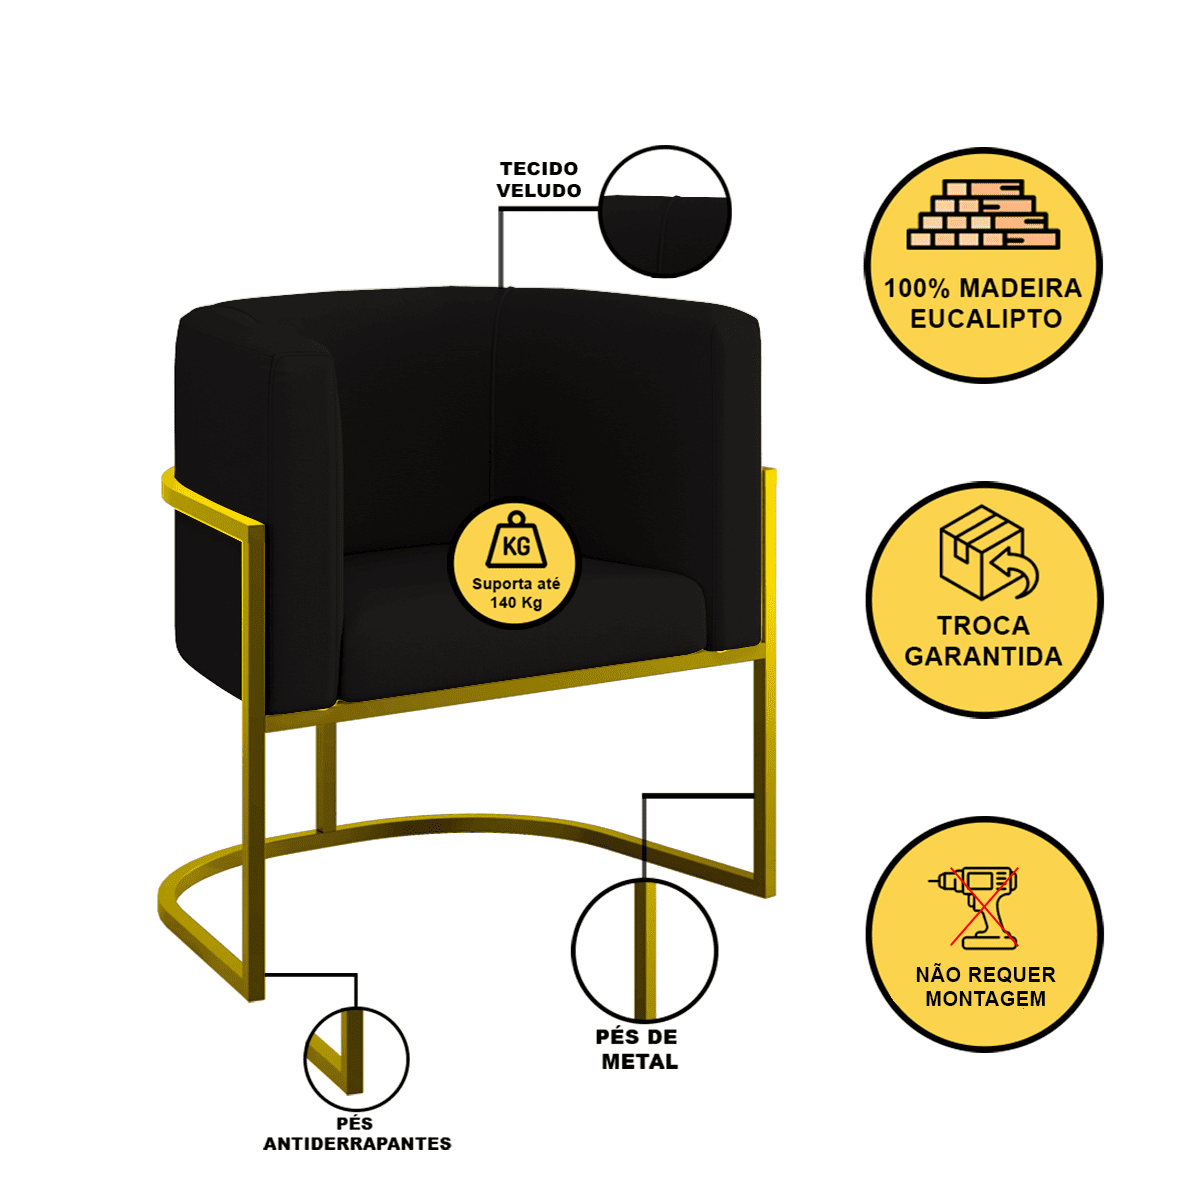 TECIDO
VELUDO
100% MADEIRA
EUCALIPTO
KG
Suporta até
140 Kg
TROCA
GARANTIDA
NÃO REQUER
MONTAGEM
PÉS DE
METAL
PÉS
ANTIDERRAPANTES